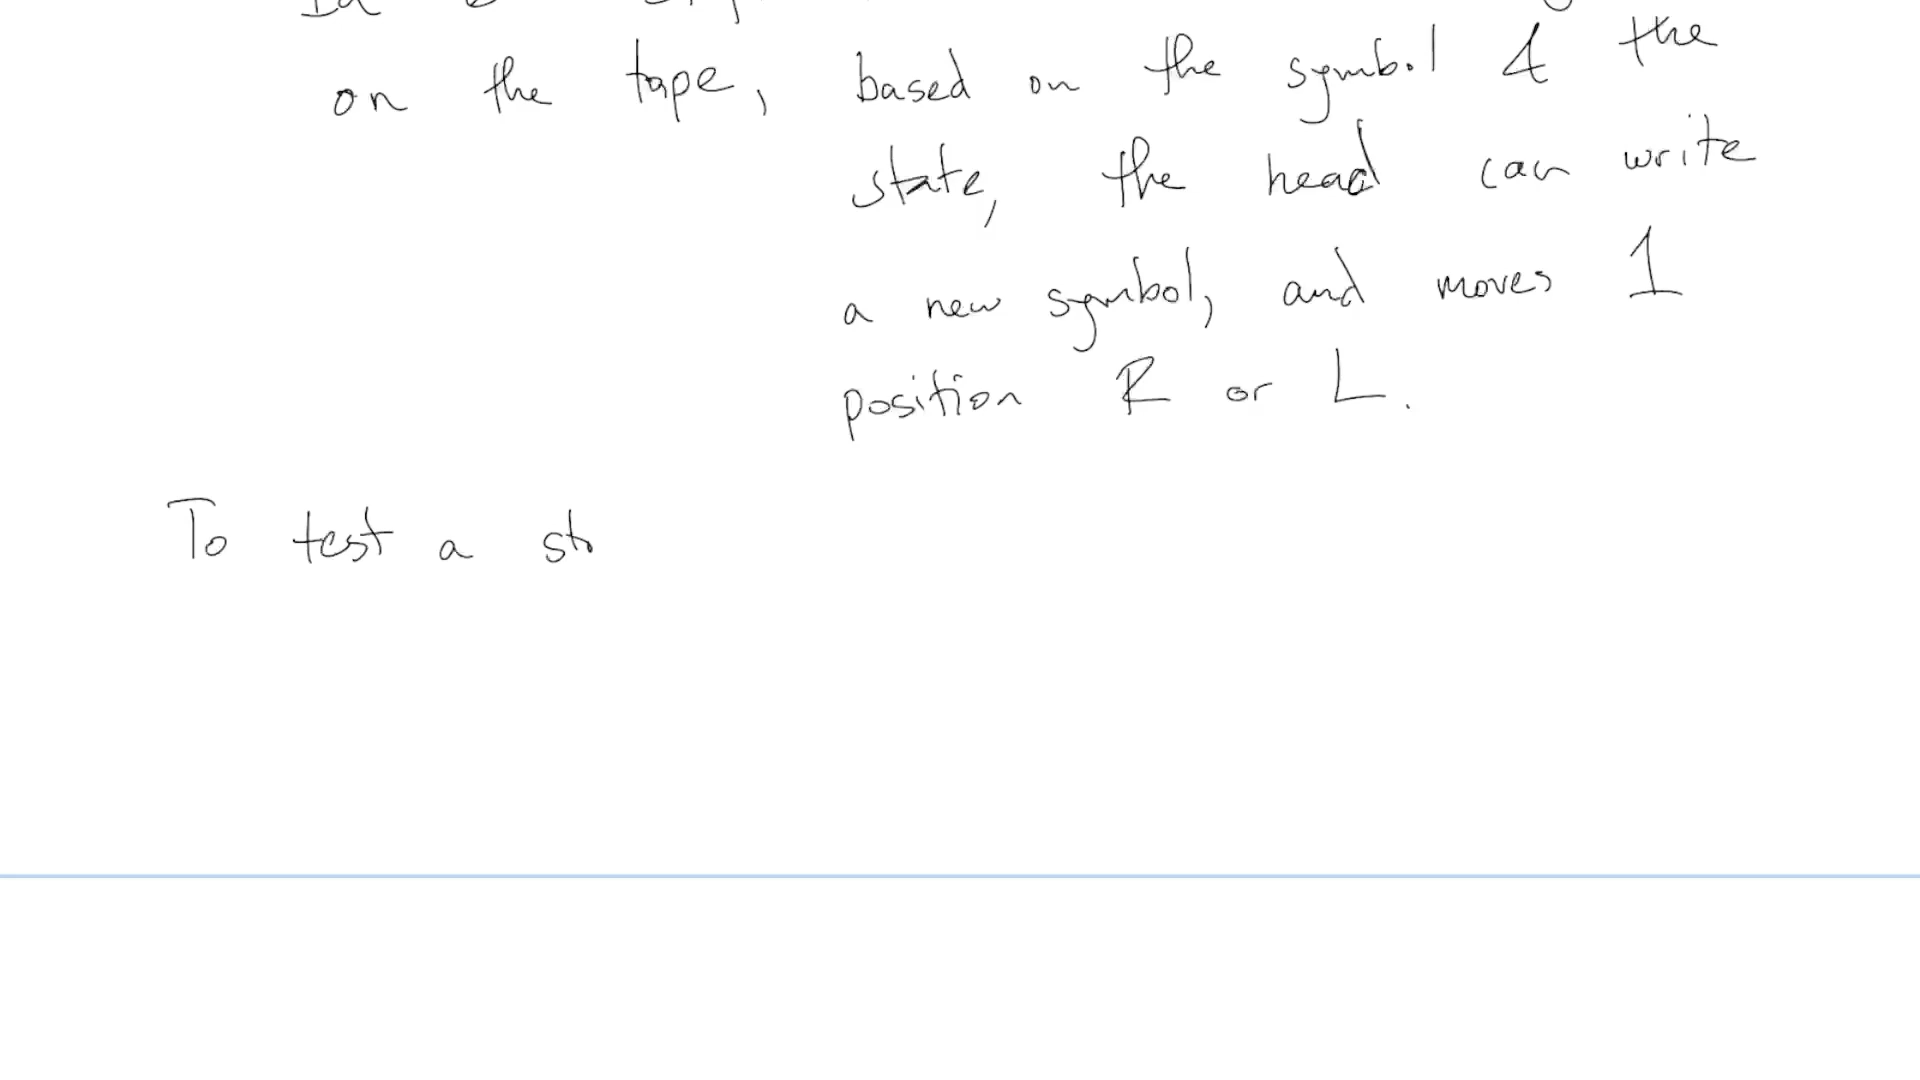 on the tape, based on the symbol & the
state, the head can write
a new symbol, and moves 1
position R or L.
To test a st